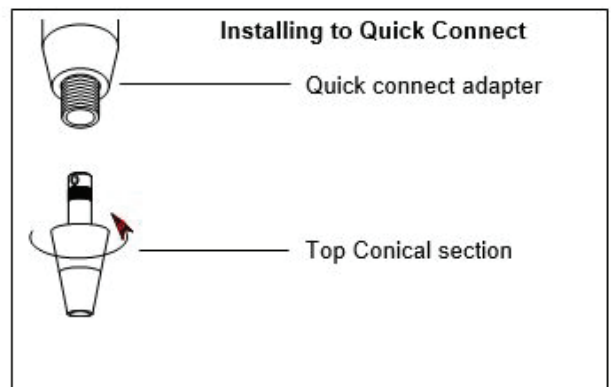 Installing to Quick Connect
Quick connect adapter
Top Conical section